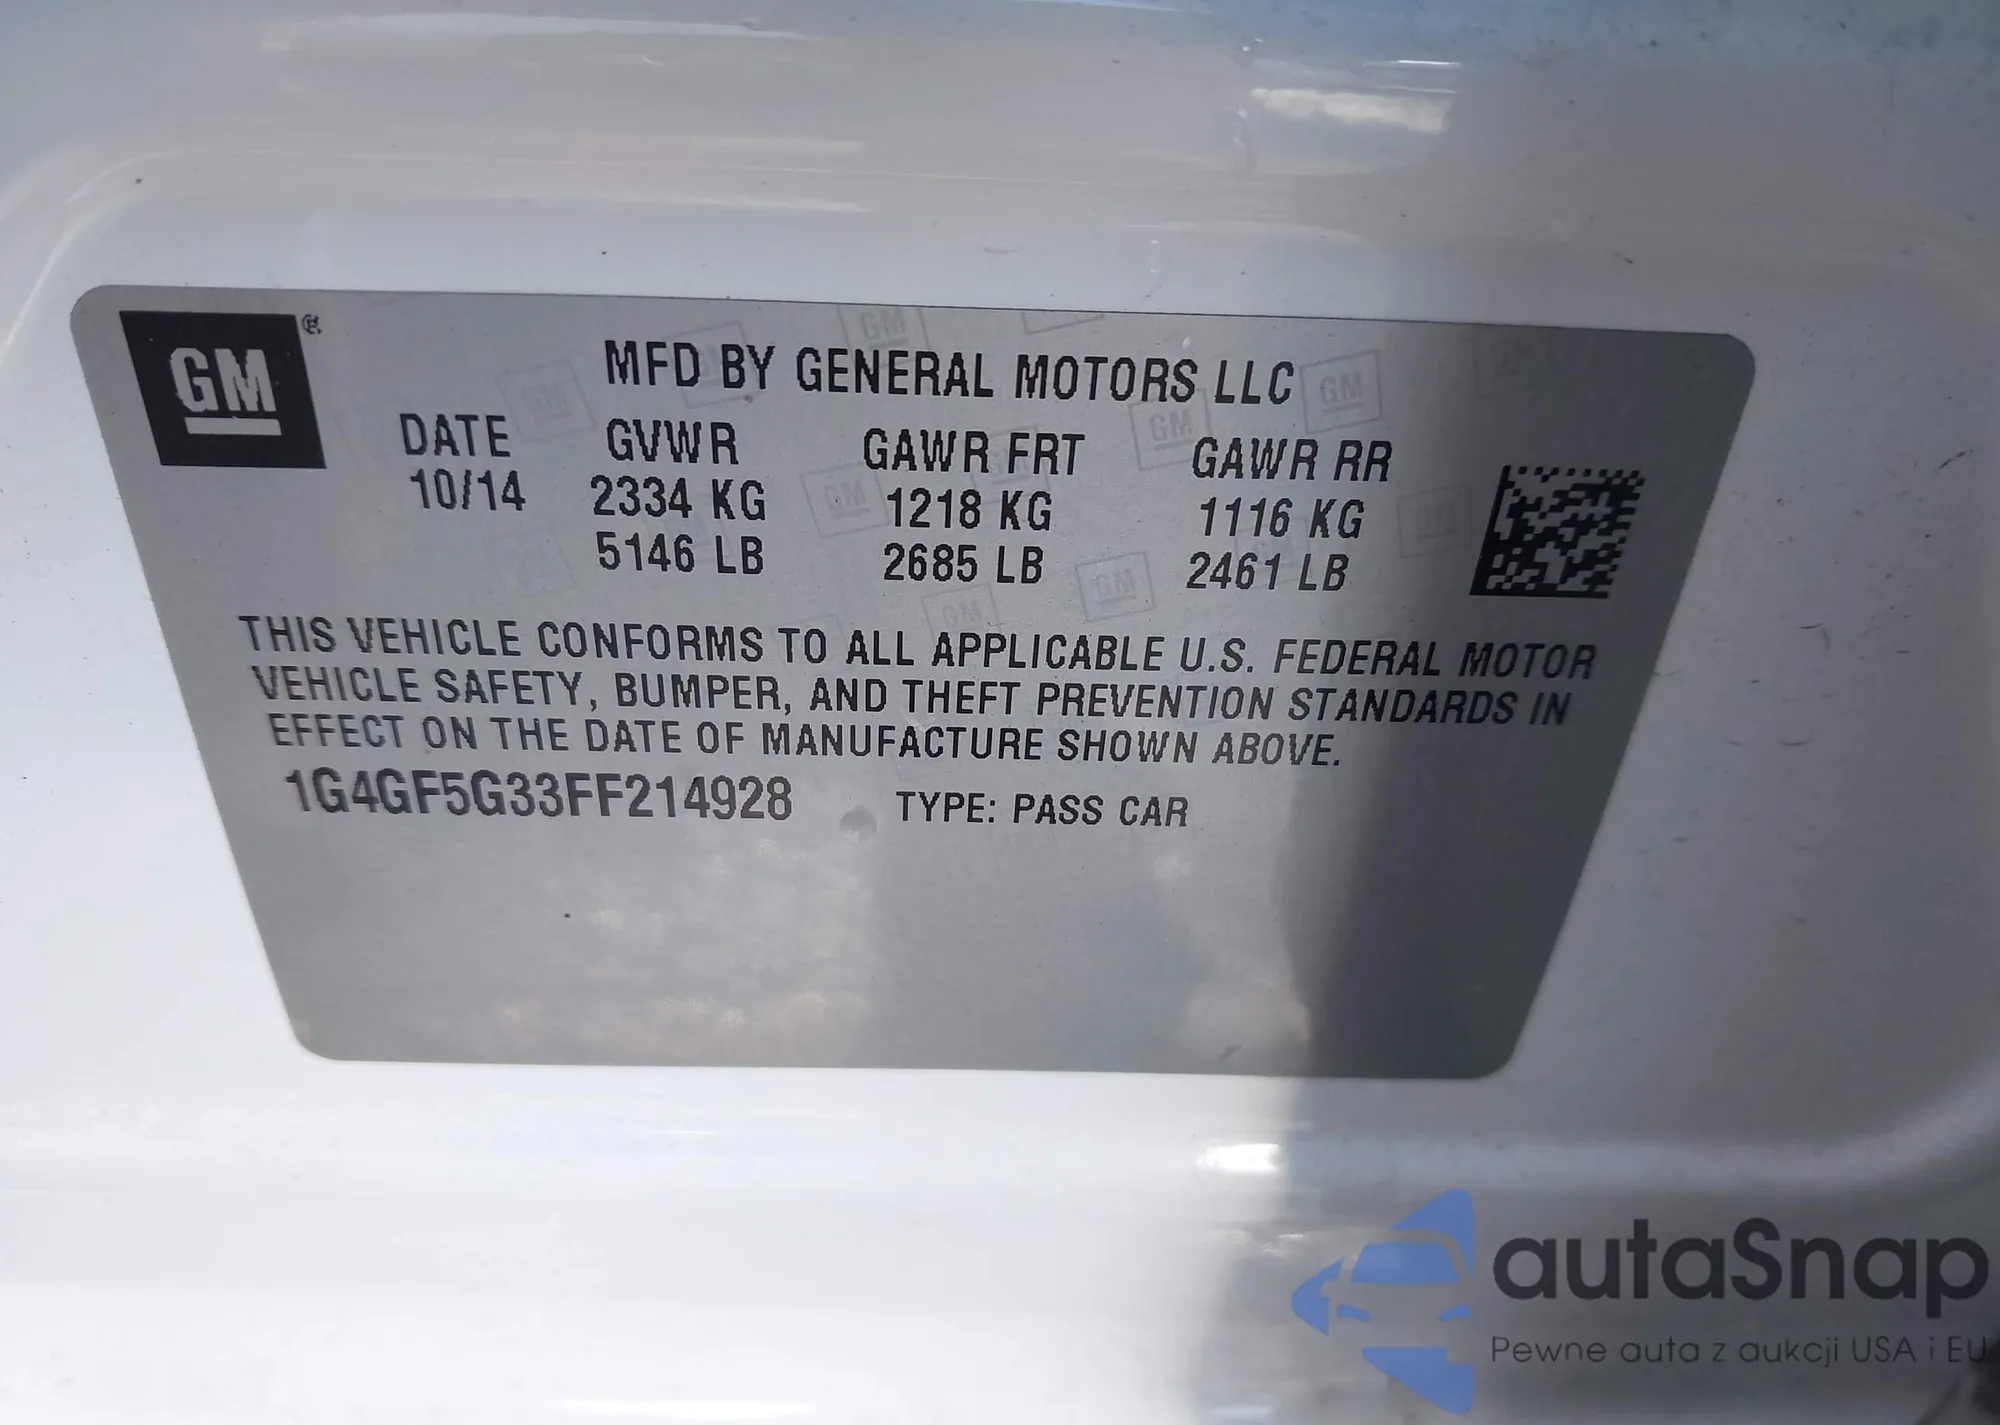 GM
MFD BY GENERAL MOTORS LLC
DATE GVWR GAWR FRT GAWR RR
10/14 2334 KG 1218 KG 1116 KG
5146 LB 2685 LB 2461 LB
THIS VEHICLE CONFORMS TO ALL APPLICABLE U.S. FEDERAL MOTOR
VEHICLE SAFETY, BUMPER, AND THEFT PREVENTION STANDARDS IN
EFFECT ON THE DATE OF MANUFACTURE SHOWN ABOVE.
1G4GF5G33FF214928 TYPE: PASS CAR
autaSnap
Pewne auta z aukcji USA i EU